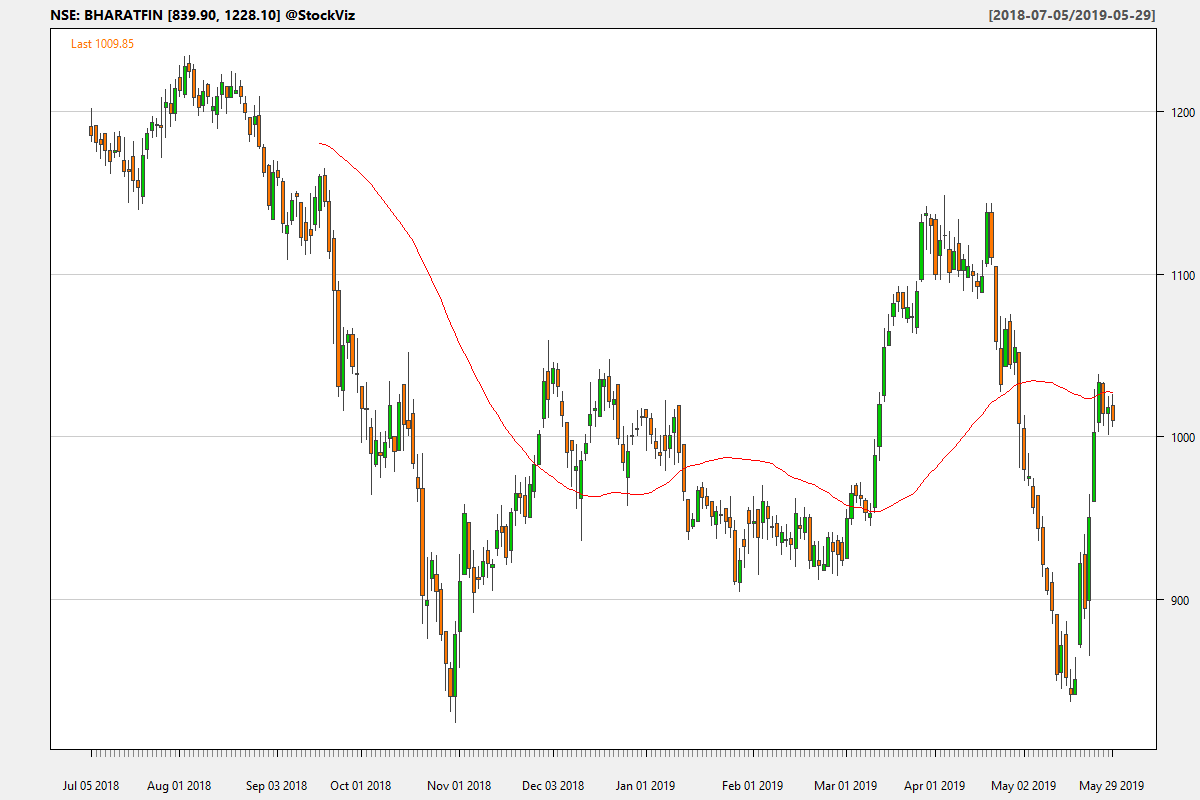 NSE: BHARATFIN [839.90, 1228.10] @StockViz
[2018-07-05/2019-05-29]
Last 1009.85
1200
1100
1000
900
Jul 05 2018
Aug 01 2018
Sep 03 2018
Oct 01 2018
Nov 01 2018
Dec 03 2018
Jan 01 2019
Feb 01 2019
Mar 01 2019
Apr 01 2019
May 02 2019
May 29 2019